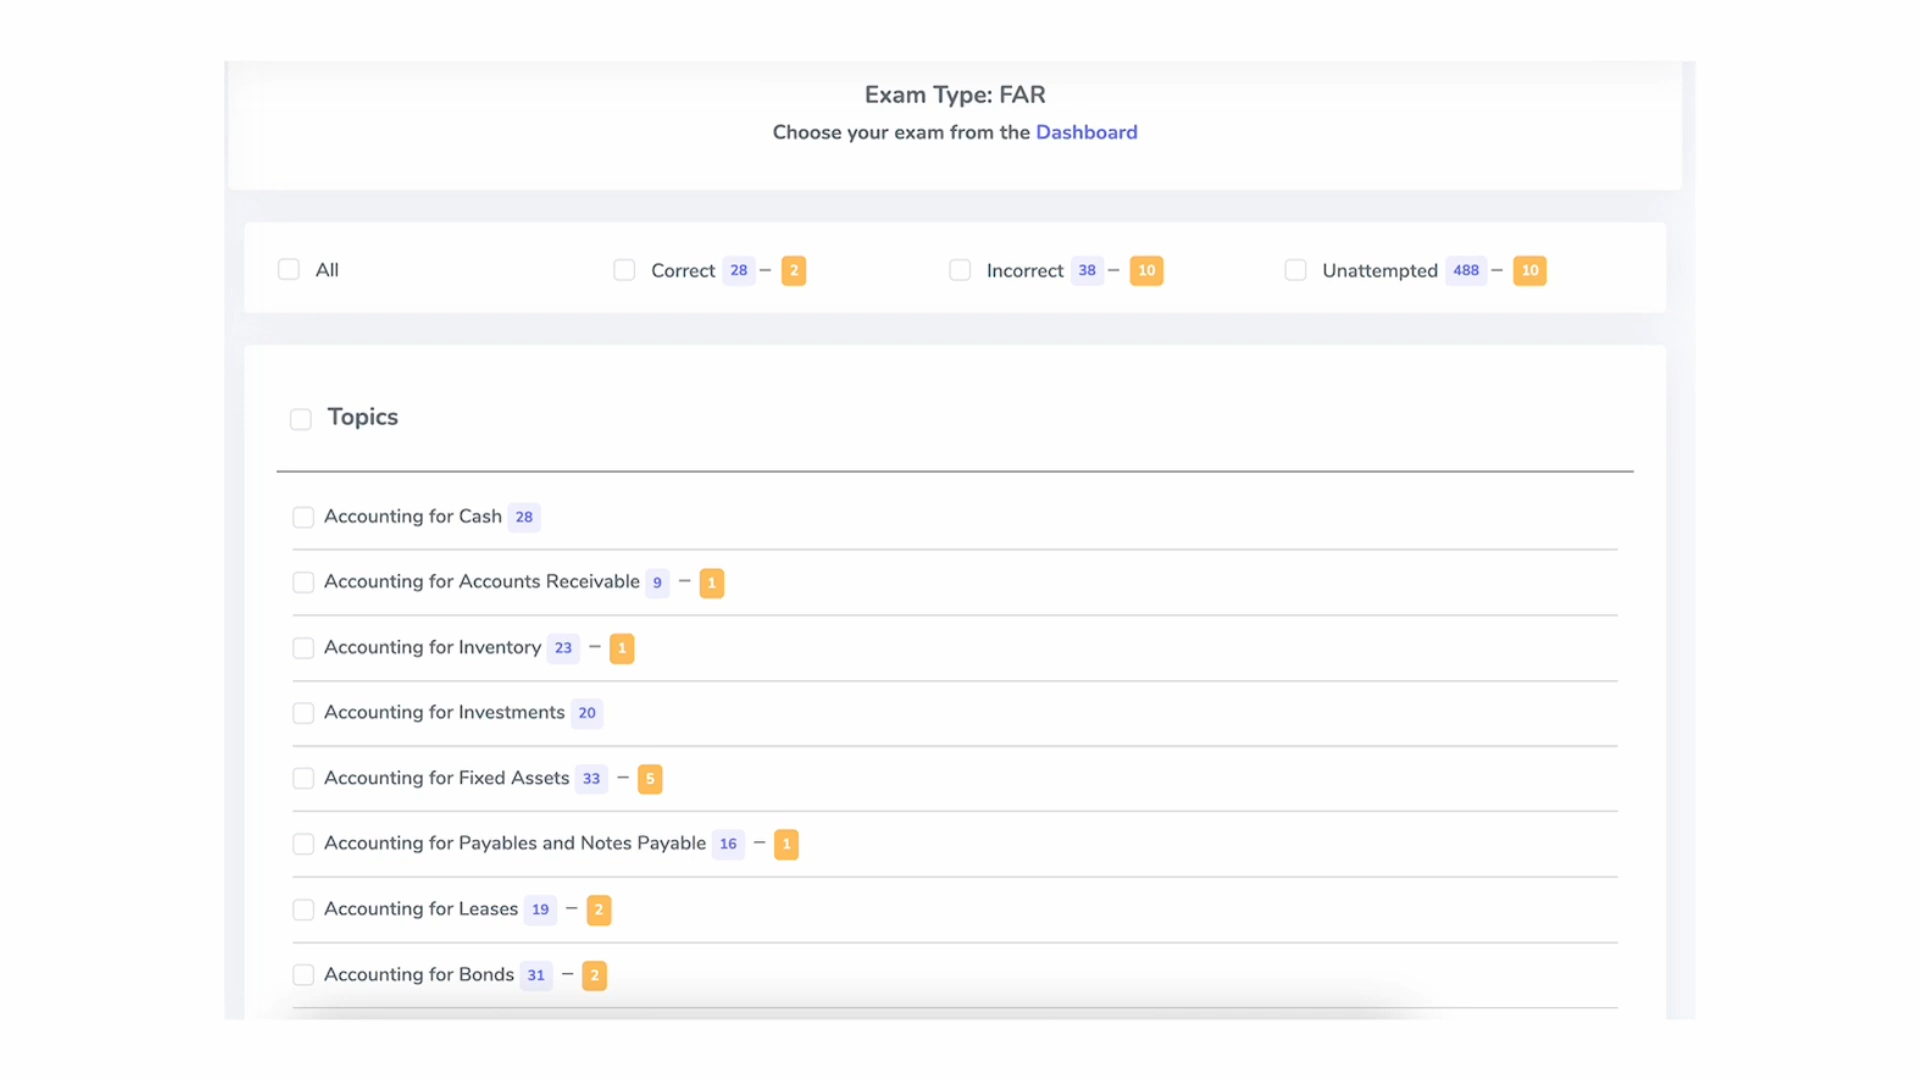 Exam Type: FAR
Choose your exam from the Dashboard
All Correct 28 – 2 Incorrect 38 – 10 Unattempted 488 – 10
Topics
Accounting for Cash 28
Accounting for Accounts Receivable 9 – 1
Accounting for Inventory 23 – 1
Accounting for Investments 20
Accounting for Fixed Assets 33 – 5
Accounting for Payables and Notes Payable 16 – 1
Accounting for Leases 19 – 2
Accounting for Bonds 31 – 2